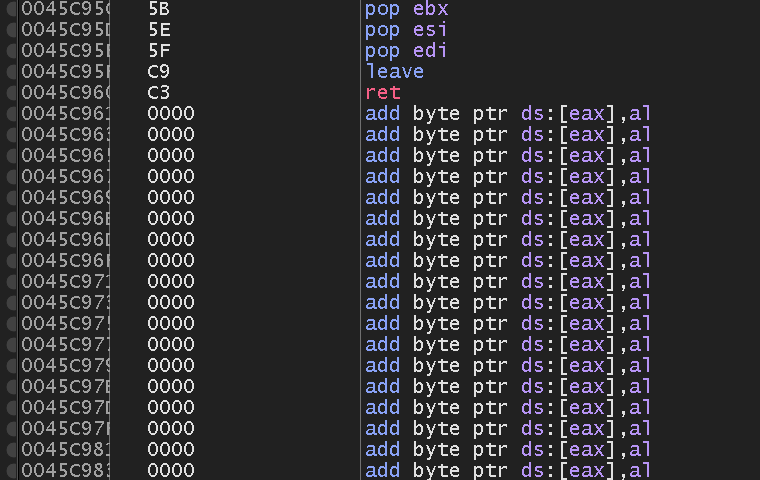 0045C95C 5B pop ebx
0045C95D 5E pop esi
0045C95E 5F pop edi
0045C95F C9 leave
0045C960 C3 ret
0045C961 0000 add byte ptr ds:[eax],al
0045C963 0000 add byte ptr ds:[eax],al
0045C965 0000 add byte ptr ds:[eax],al
0045C967 0000 add byte ptr ds:[eax],al
0045C969 0000 add byte ptr ds:[eax],al
0045C96B 0000 add byte ptr ds:[eax],al
0045C96D 0000 add byte ptr ds:[eax],al
0045C96F 0000 add byte ptr ds:[eax],al
0045C971 0000 add byte ptr ds:[eax],al
0045C973 0000 add byte ptr ds:[eax],al
0045C975 0000 add byte ptr ds:[eax],al
0045C977 0000 add byte ptr ds:[eax],al
0045C979 0000 add byte ptr ds:[eax],al
0045C97B 0000 add byte ptr ds:[eax],al
0045C97D 0000 add byte ptr ds:[eax],al
0045C97F 0000 add byte ptr ds:[eax],al
0045C981 0000 add byte ptr ds:[eax],al
0045C983 0000 add byte ptr ds:[eax],al